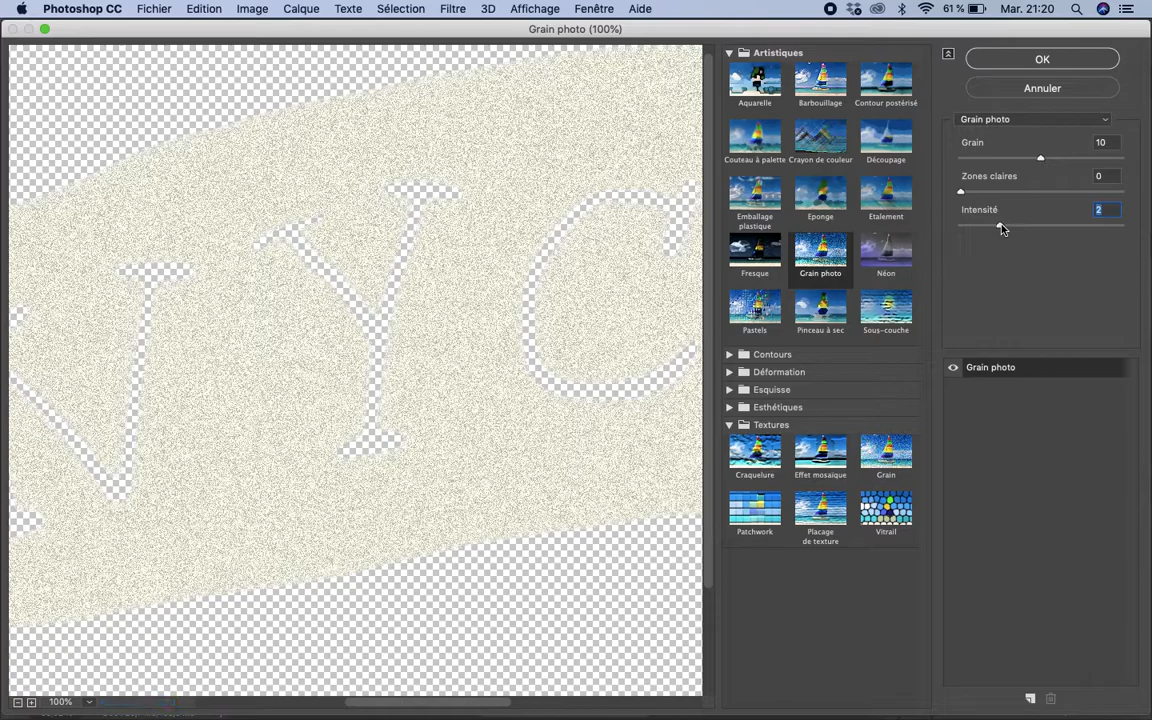 Photoshop CC Fichier Edition Image Calque Texte Sélection Filtre 3D Affichage Fenêtre Aide 61 % Mar. 21:20
Grain photo (100%)
TYC
Artistiques
Aquarelle Barbouillage Contour postérisé
Couteau à palette Crayon de couleur Découpage
Emballage plastique Eponge Etalement
Fresque Grain photo Néon
Pastels Pinceau à sec Sous-couche
Contours
Déformation
Esquisse
Esthétiques
Textures
Craquelure Effet mosaïque Grain
Patchwork Placage de texture Vitrail
OK
Annuler
Grain photo
Grain 10
Zones claires 0
Intensité 2
Grain photo
100%